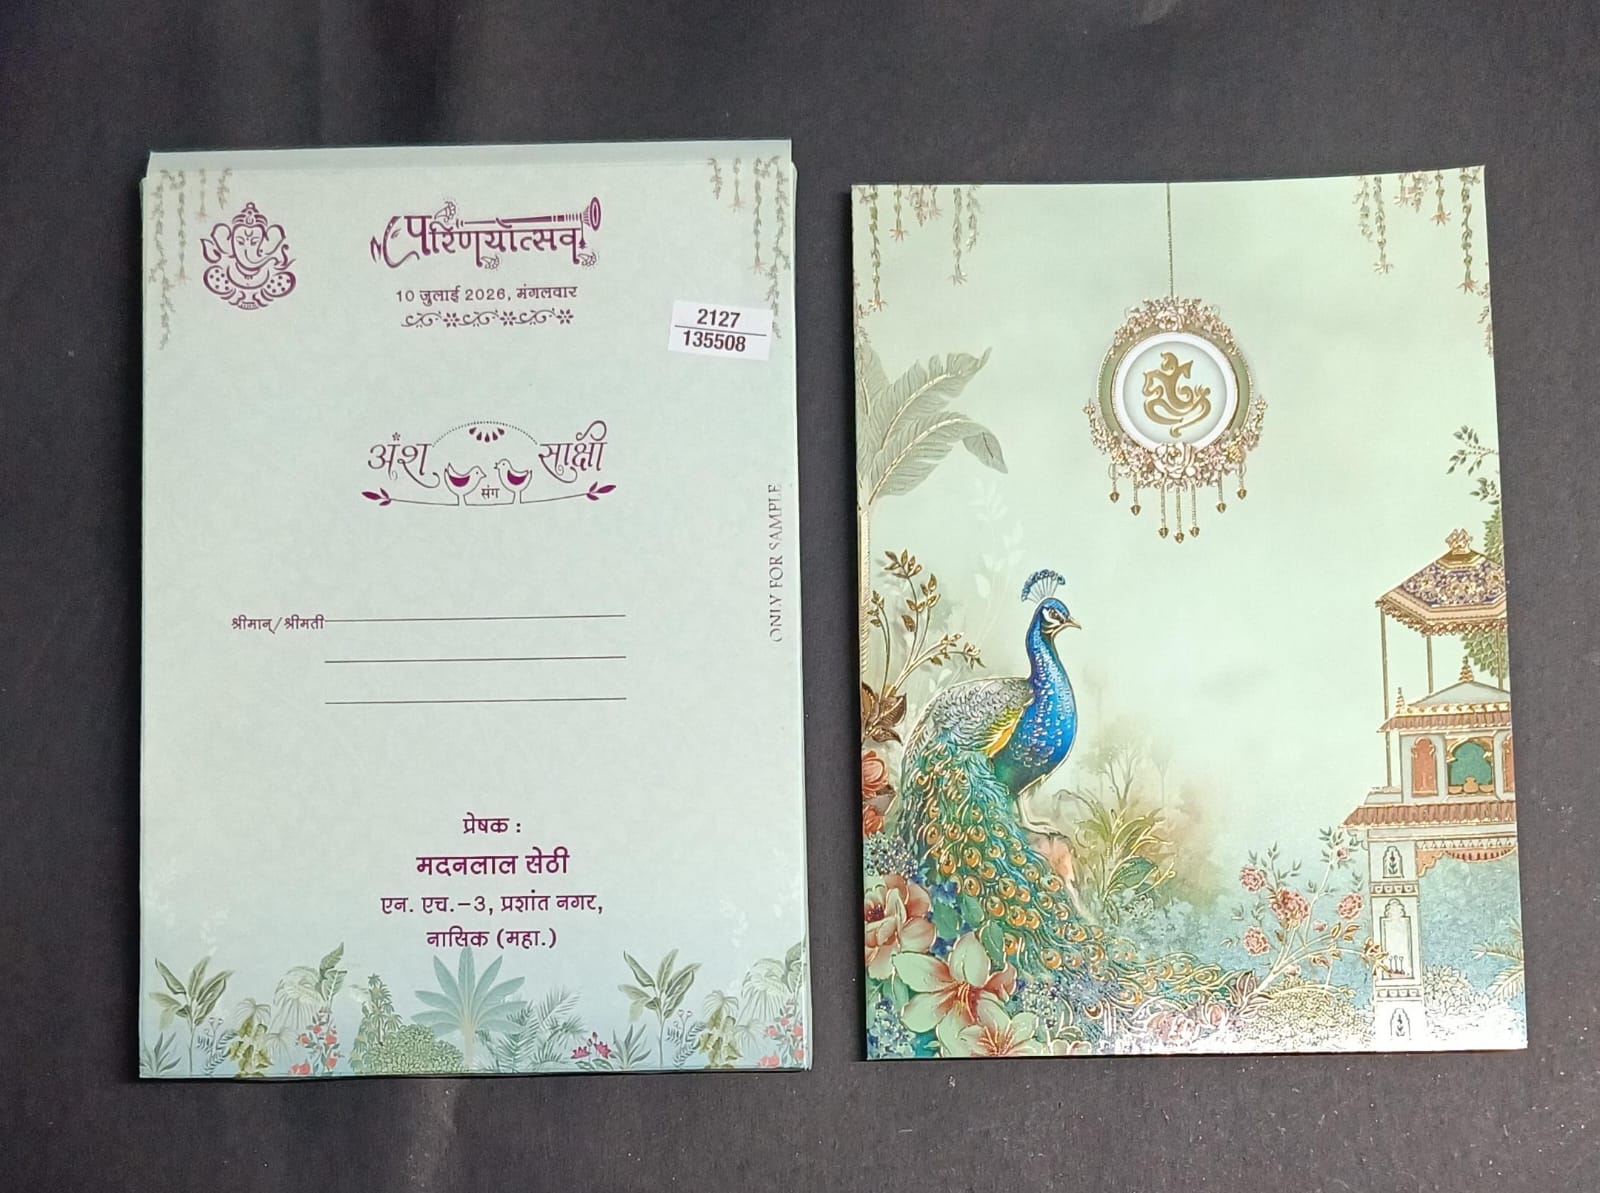 परिणयोत्सव
10 जुलाई 2026, मंगलवार
2127
135508
अंश संग साक्षी
ONLY FOR SAMPLE
श्रीमान्/श्रीमती
प्रेषक :
मदनलाल सेठी
एन. एच.-3, प्रशांत नगर,
नासिक (महा.)